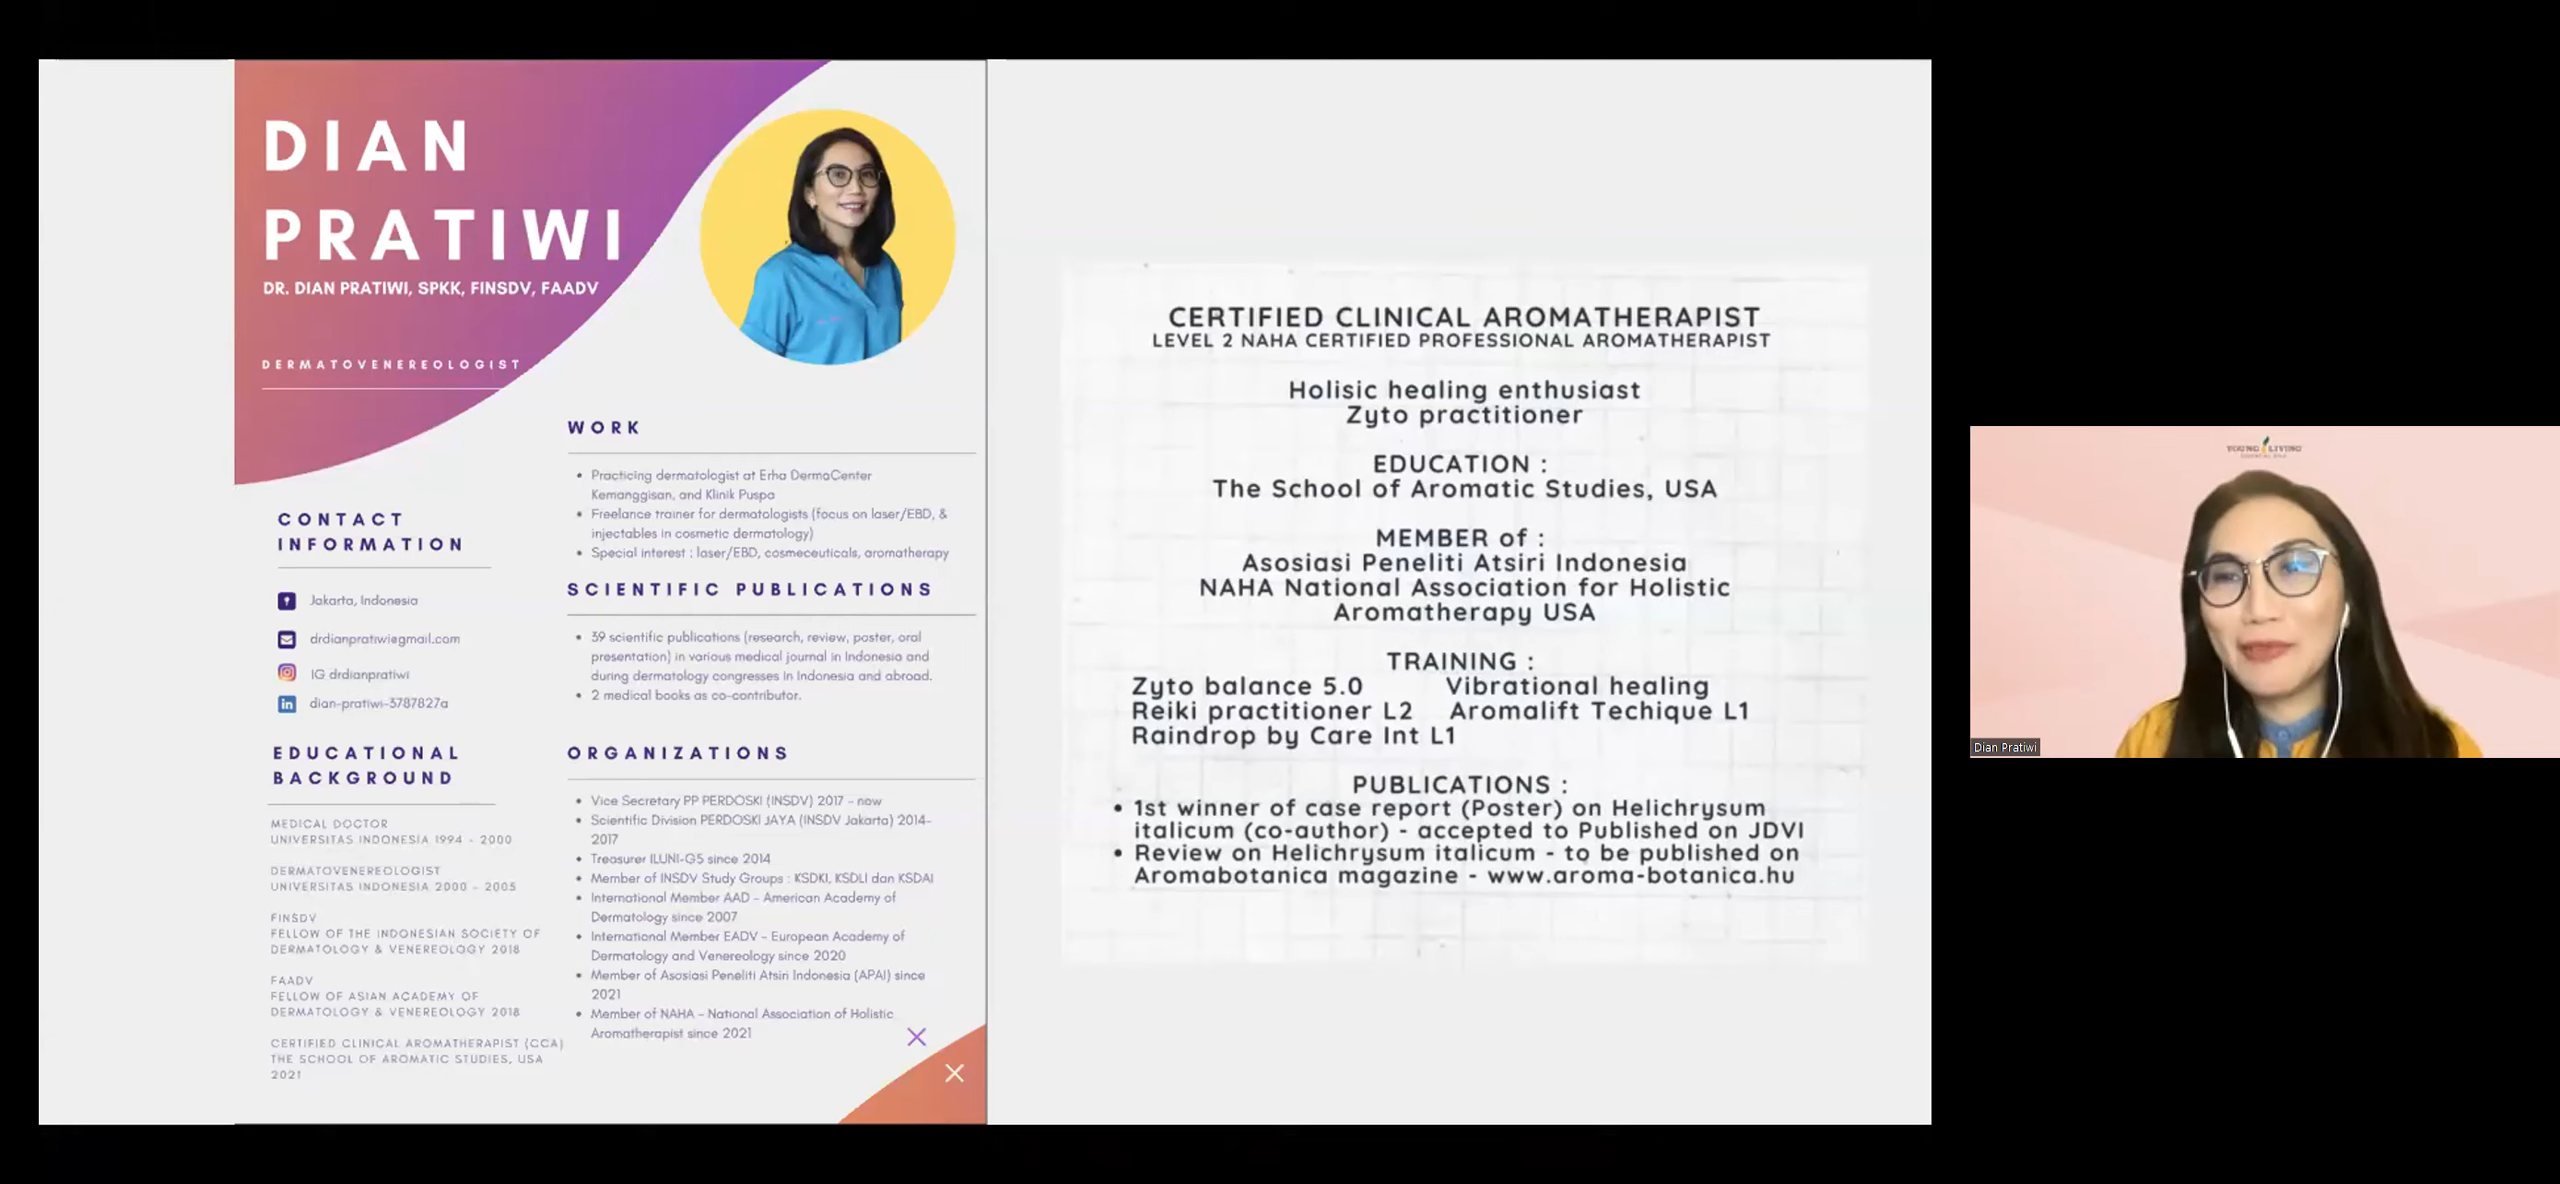 DIAN
PRATIWI
DR. DIAN PRATIWI, SPKK, FINSDV, FAADV
DERMATOVENEREOLOGIST
CONTACT
INFORMATION
Jakarta, Indonesia
drdianpratiwi@gmail.com
IG drdianpratiwi
dian-pratiwi-3787827a
EDUCATIONAL
BACKGROUND
MEDICAL DOCTOR
UNIVERSITAS INDONESIA 1994 - 2000
DERMATOVENEREOLOGIST
UNIVERSITAS INDONESIA 2000 - 2005
FINSDV
FELLOW OF THE INDONESIAN SOCIETY OF
DERMATOLOGY & VENEREOLOGY 2018
FAADV
FELLOW OF ASIAN ACADEMY OF
DERMATOLOGY & VENEREOLOGY 2018
CERTIFIED CLINICAL AROMATHERAPIST (CCA)
THE SCHOOL OF AROMATIC STUDIES, USA
2021
WORK
• Practicing dermatologist at Erha DermaCenter
Kemanggisan, and Klinik Puspa
• Freelance trainer for dermatologists (focus on laser/EBD, &
injectables in cosmetic dermatology)
• Special interest : laser/EBD, cosmeceuticals, aromatherapy
SCIENTIFIC PUBLICATIONS
• 39 scientific publications (research, review, poster, oral
presentation) in various medical journal in Indonesia and
during dermatology congresses in Indonesia and abroad.
• 2 medical books as co-contributor.
ORGANIZATIONS
• Vice Secretary PP PERDOSKI (INSDV) 2017 - now
• Scientific Division PERDOSKI JAYA (INSDV Jakarta) 2014-
2017
• Treasurer ILUNI-G5 since 2014
• Member of INSDV Study Groups : KSDKI, KSDLI dan KSDAI
• International Member AAD - American Academy of
Dermatology since 2007
• International Member EADV - European Academy of
Dermatology and Venereology since 2020
• Member of Asosiasi Peneliti Atsiri Indonesia (APAI) since
2021
• Member of NAHA - National Association of Holistic
Aromatherapist since 2021
CERTIFIED CLINICAL AROMATHERAPIST
LEVEL 2 NAHA CERTIFIED PROFESSIONAL AROMATHERAPIST
Holisic healing enthusiast
Zyto practitioner
EDUCATION :
The School of Aromatic Studies, USA
MEMBER of :
Asosiasi Peneliti Atsiri Indonesia
NAHA National Association for Holistic
Aromatherapy USA
TRAINING :
Zyto balance 5.0 Vibrational healing
Reiki practitioner L2 Aromalift Techique L1
Raindrop by Care Int L1
PUBLICATIONS :
• 1st winner of case report (Poster) on Helichrysum
italicum (co-author) - accepted to Published on JDVI
• Review on Helichrysum italicum - to be published on
Aromabotanica magazine - www.aroma-botanica.hu
YOUNG LIVING
Dian Pratiwi